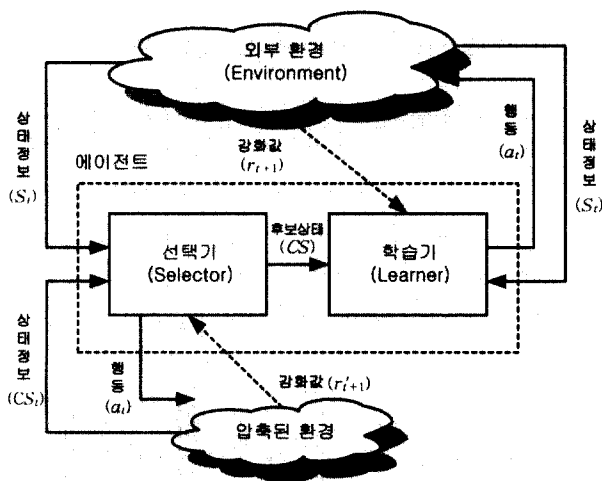 외부 환경
(Environment)
상태정보
(S_t)
강화값
(r_{t+1})
행동
(a_t)
상태정보
(S_t)
에이전트
선택기
(Selector)
후보상태
(CS)
학습기
(Learner)
상태정보
(CS_t)
행동
(a_t)
강화값 (r'_{t+1})
압축된 환경